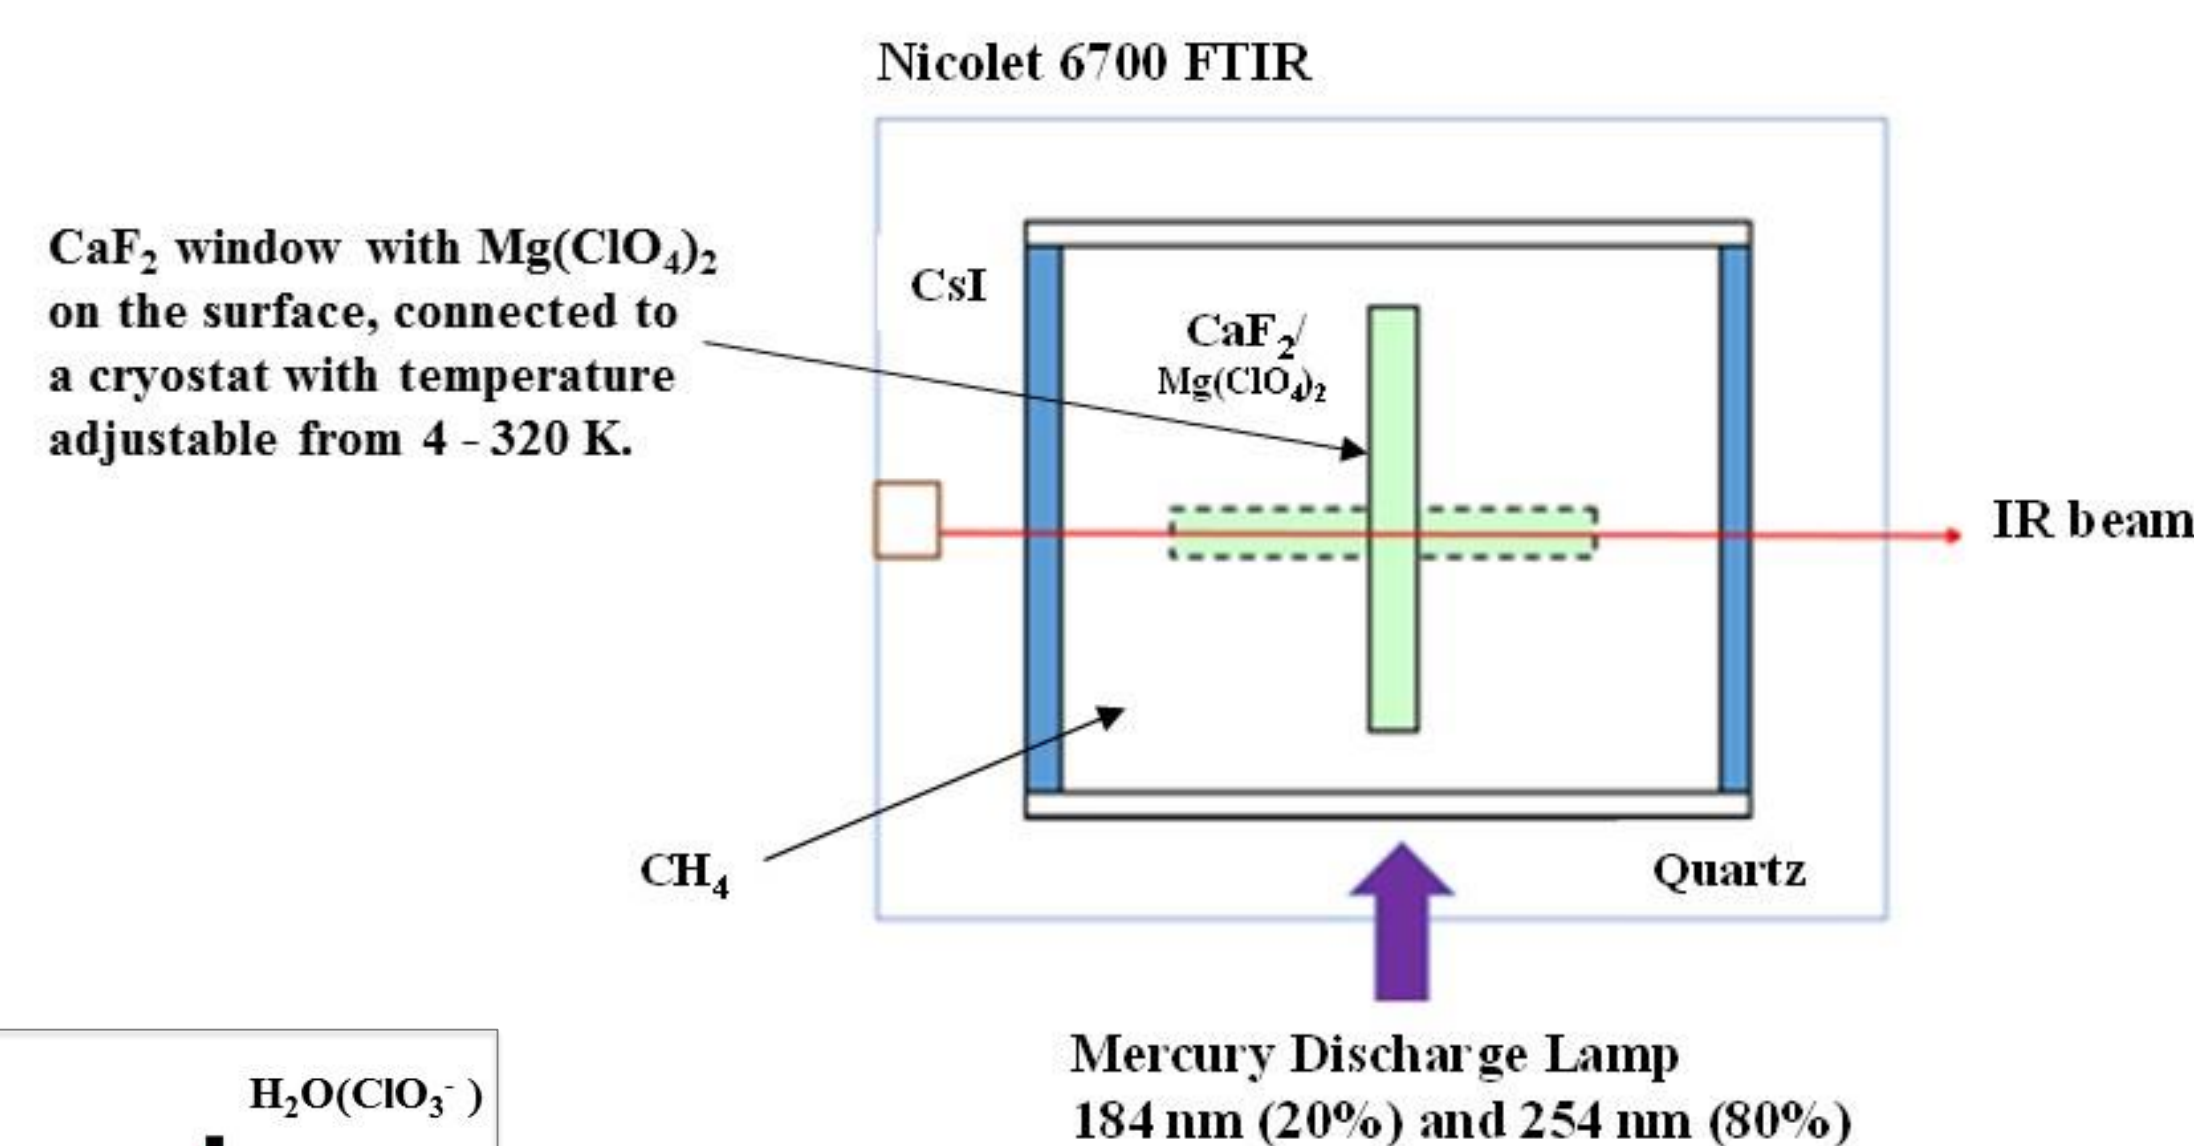 Nicolet 6700 FTIR
CaF₂ window with Mg(ClO₄)₂
on the surface, connected to
a cryostat with temperature
adjustable from 4 - 320 K.
CsI
CaF₂/
Mg(ClO₄)₂
IR beam
CH₄
Quartz
Mercury Discharge Lamp
184 nm (20%) and 254 nm (80%)
H₂O(ClO₃⁻ )